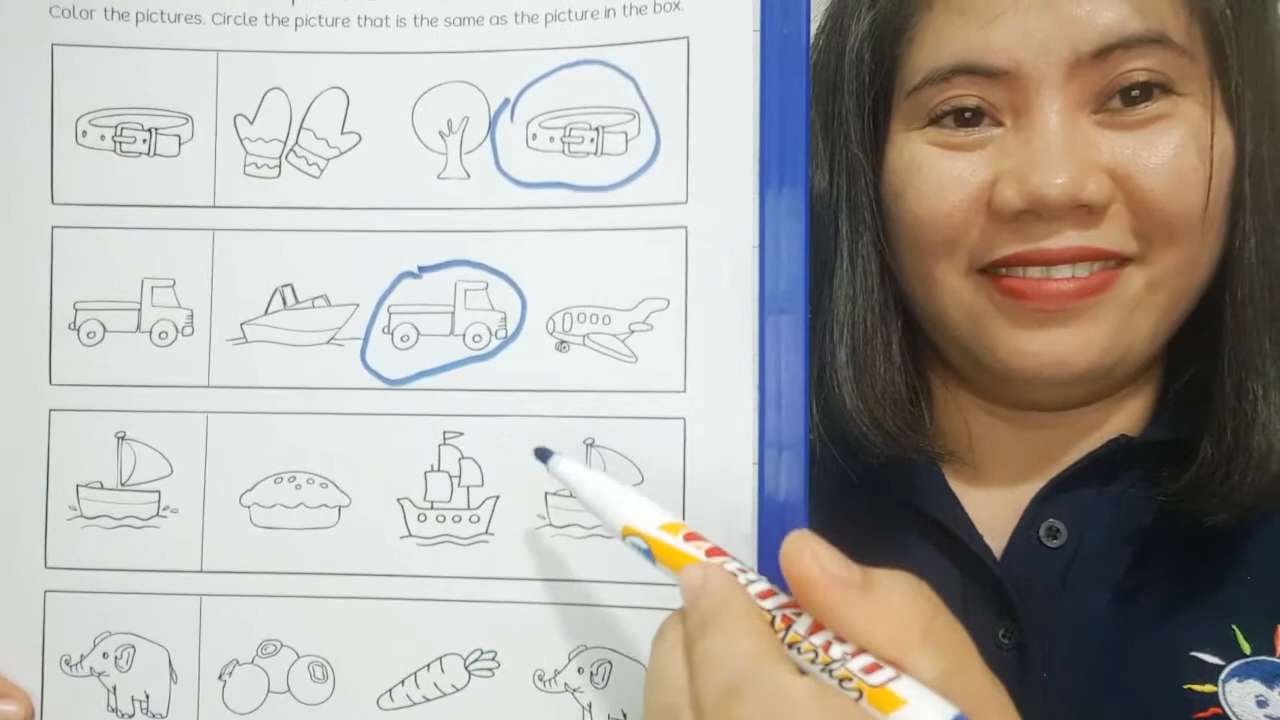 Color the pictures. Circle the picture that is the same as the picture in the box.